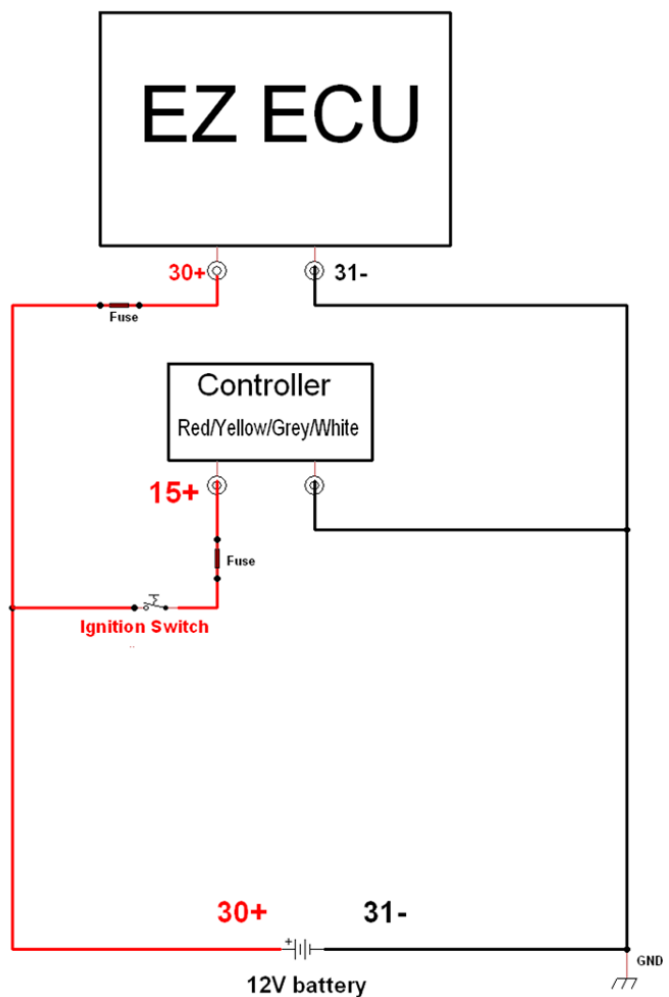 EZ ECU
30+
31-
Fuse
Controller
Red/Yellow/Grey/White
15+
Fuse
Ignition Switch
30+
31-
+
12V battery
GND